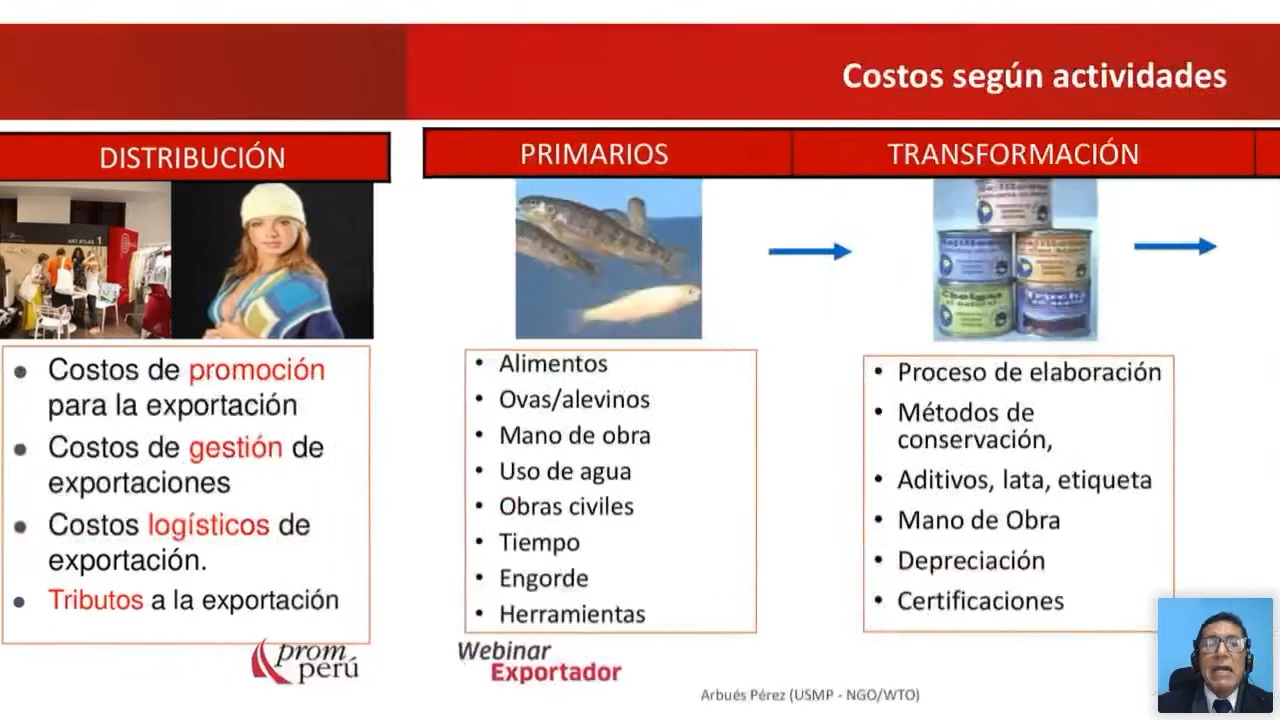 Costos según actividades
DISTRIBUCIÓN
ART ATLAS 1
• Costos de promoción
para la exportación
• Costos de gestión de
exportaciones
• Costos logísticos de
exportación.
• Tributos a la exportación
prom
perú
PRIMARIOS
• Alimentos
• Ovas/alevinos
• Mano de obra
• Uso de agua
• Obras civiles
• Tiempo
• Engorde
• Herramientas
Webinar
Exportador
TRANSFORMACIÓN
• Proceso de elaboración
• Métodos de
conservación,
• Aditivos, lata, etiqueta
• Mano de Obra
• Depreciación
• Certificaciones
Arbués Pérez (USMP - NGO/WTO)